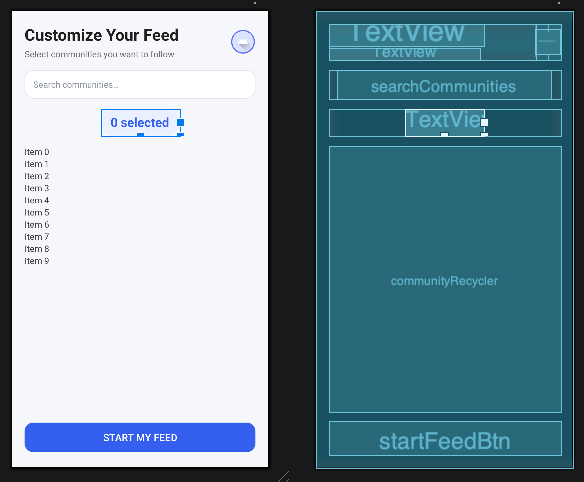 Customize Your Feed
Select communities you want to follow
Search communities...
0 selected
Item 0
Item 1
Item 2
Item 3
Item 4
Item 5
Item 6
Item 7
Item 8
Item 9
START MY FEED
TextView
TextView
searchCommunities
TextVie
communityRecycler
startFeedBtn